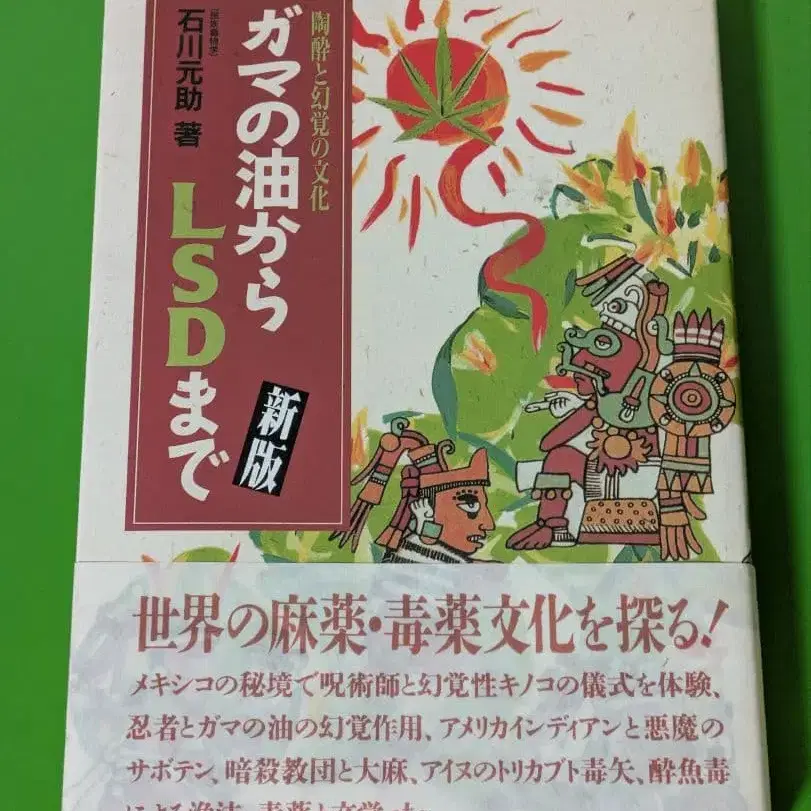 陶酔と幻覚の文化
ガマの油から
LSDまで
新版
石川元助 著
世界の麻薬・毒薬文化を探る!
メキシコの秘境で呪術師と幻覚性キノコの儀式を体験、
忍者とガマの油の幻覚作用、アメリカインディアンと悪魔の
サボテン、暗殺教団と大麻、アイヌのトリカブト毒矢、酔魚毒